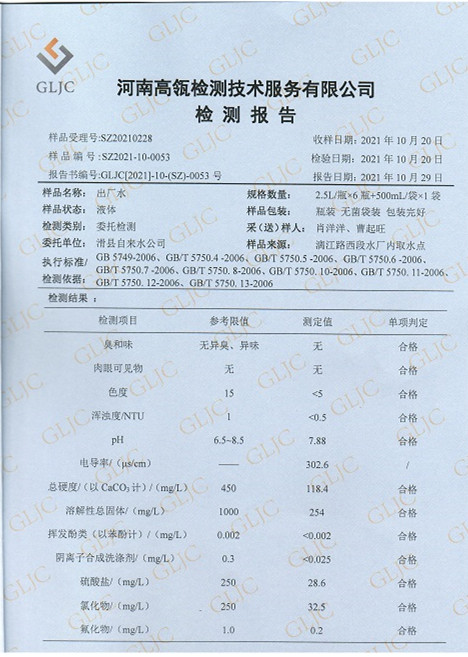 GLJC
河南高瓴检测技术服务有限公司
检 测 报 告
样品受理号:SZ20210228 收样日期: 2021 年 10 月 20 日
样 品 编 号 :SZ2021-10-0053 检验日期: 2021 年 10 月 20 日
报告书编号:GLJC[2021]-10-(SZ)-0053 号 报告日期: 2021 年 10 月 29 日
样品名称: 出厂水 规格数量: 2.5L/瓶×6 瓶+500mL/袋×1 袋
样品状态: 液体 样品包装: 瓶装 无菌袋装 包装完好
检测类别: 委托检测 采（送）样人: 肖洋洋、曹起旺
委托单位: 滑县自来水公司 样品来源: 漓江路西段水厂内取水点
执行标准/ GB 5749-2006、GB/T 5750.4 -2006、GB/T 5750.5 -2006、GB/T 5750.6 -2006、
GB/T 5750.7 -2006、GB/T 5750. 8-2006、GB/T 5750. 10-2006、GB/T 5750. 11-2006、
检测依据: GB/T 5750. 12-2006、GB/T 5750. 13-2006
检测结果：
检测项目 参考限值 测定值 单项判定
臭和味 无异臭、异味 无 合格
肉眼可见物 无 无 合格
色度 15 <5 合格
浑浊度/NTU 1 <0.5 合格
pH 6.5~8.5 7.88 合格
电导率/（μs/cm） —— 302.6 /
总硬度/（以 CaCO3 计）/（mg/L） 450 118.4 合格
溶解性总固体/（mg/L） 1000 254 合格
挥发酚类（以苯酚计）/（mg/L） 0.002 <0.002 合格
阴离子合成洗涤剂/（mg/L） 0.3 <0.025 合格
硫酸盐/（mg/L） 250 28.6 合格
氯化物/（mg/L） 250 32.5 合格
氟化物/（mg/L） 1.0 0.2 合格